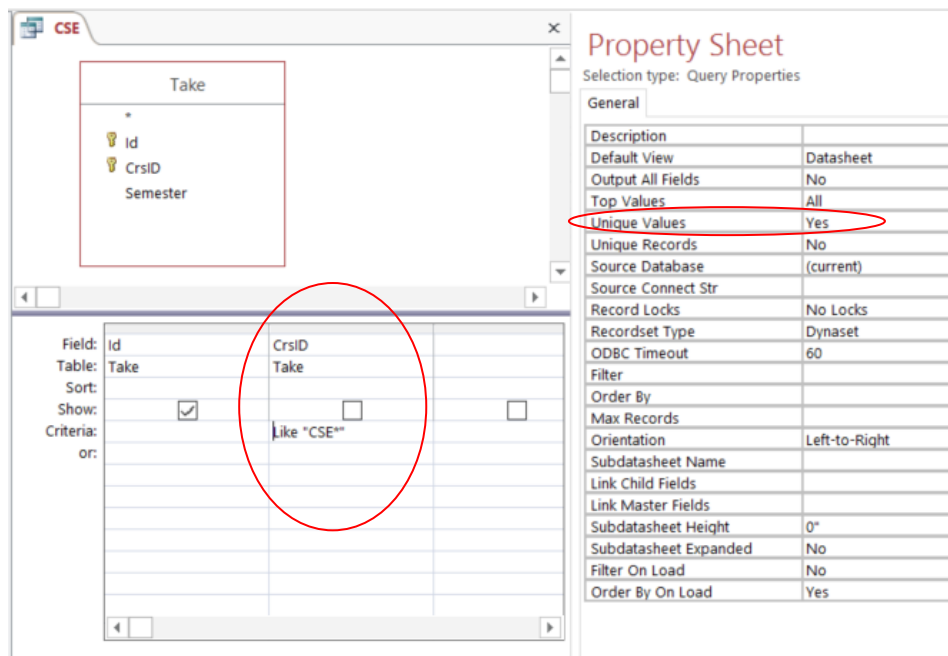 CSE
Take
*
Id
CrsID
Semester
Field: Id CrsID
Table: Take Take
Sort:
Show:
Criteria: Like "CSE*"
or:
Property Sheet
Selection type: Query Properties
General
Description
Default View Datasheet
Output All Fields No
Top Values All
Unique Values Yes
Unique Records No
Source Database (current)
Source Connect Str
Record Locks No Locks
Recordset Type Dynaset
ODBC Timeout 60
Filter
Order By
Max Records
Orientation Left-to-Right
Subdatasheet Name
Link Child Fields
Link Master Fields
Subdatasheet Height 0"
Subdatasheet Expanded No
Filter On Load No
Order By On Load Yes